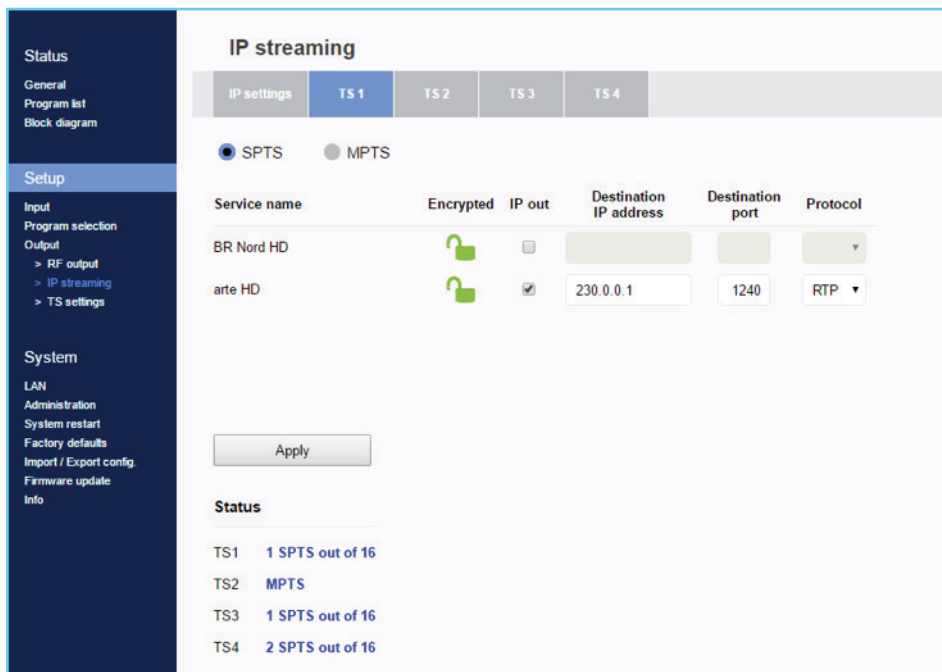 Status
General
Program list
Block diagram
Setup
Input
Program selection
Output
> RF output
> IP streaming
> TS settings
System
LAN
Administration
System restart
Factory defaults
Import / Export config.
Firmware update
Info
IP streaming
IP settings TS 1 TS 2 TS 3 TS 4
SPTS MPTS
Service name Encrypted IP out Destination IP address Destination port Protocol
BR Nord HD
arte HD 230.0.0.1 1240 RTP
Apply
Status
TS1 1 SPTS out of 16
TS2 MPTS
TS3 1 SPTS out of 16
TS4 2 SPTS out of 16